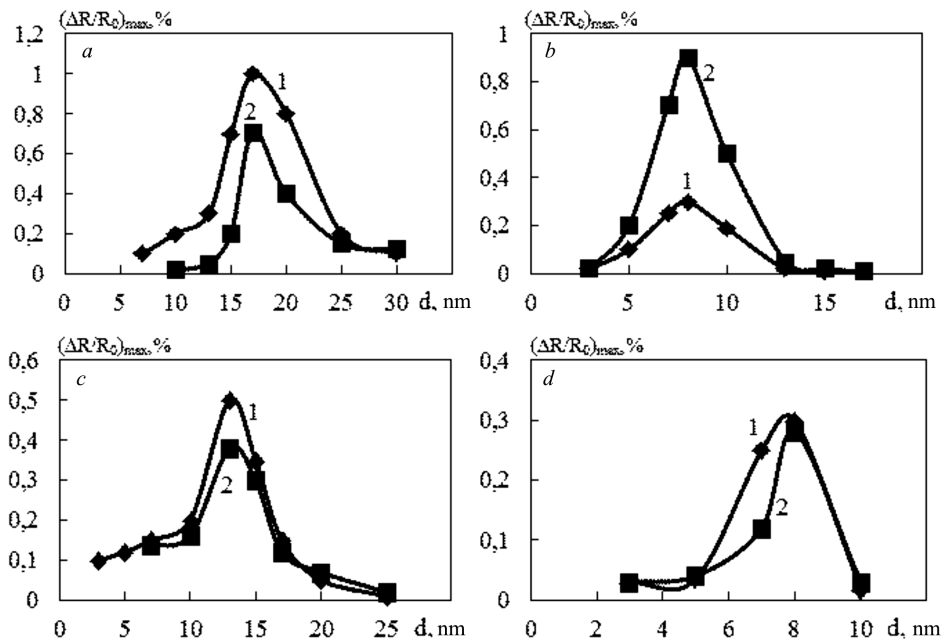 (ΔR/R₀)max, %
a
1,2
1
0,8
0,6
0,4
0,2
0
1
2
0 5 10 15 20 25 30 d, nm
(ΔR/R₀)max, %
b
1
0,8
0,6
0,4
0,2
0
2
1
0 5 10 15 d, nm
(ΔR/R₀)max, %
c
0,6
0,5
0,4
0,3
0,2
0,1
0
1
2
0 5 10 15 20 25 d, nm
(ΔR/R₀)max, %
d
0,4
0,3
0,2
0,1
0
1
2
0 2 4 6 8 10 d, nm